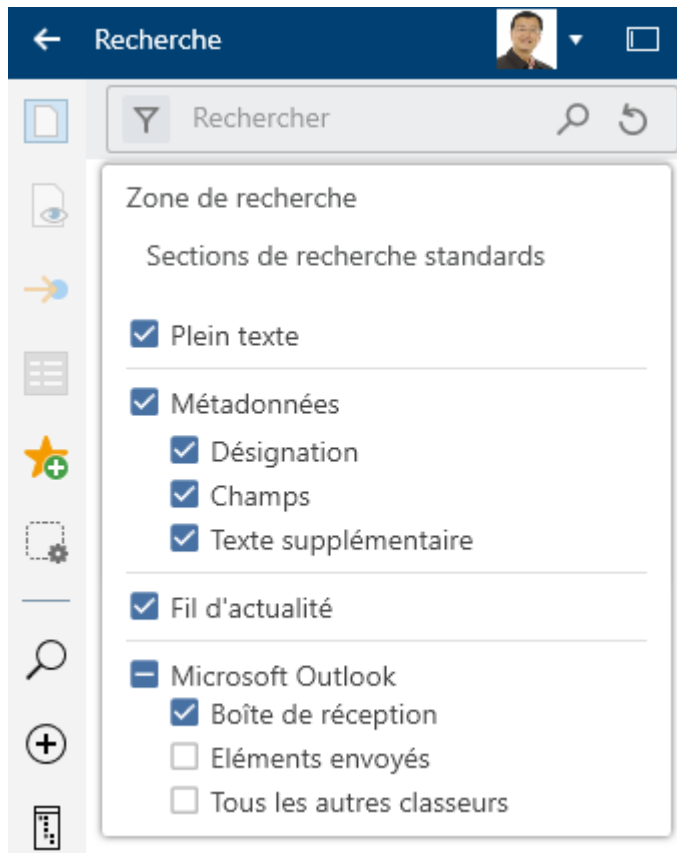 Recherche
Rechercher
Zone de recherche
Sections de recherche standards
Plein texte
Métadonnées
Désignation
Champs
Texte supplémentaire
Fil d'actualité
Microsoft Outlook
Boîte de réception
Eléments envoyés
Tous les autres classeurs